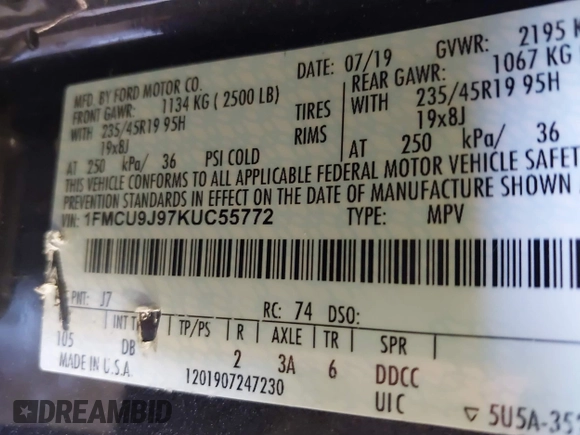 MFD. BY FORD MOTOR CO.
DATE: 07/19 GVWR: 2195 K
FRONT GAWR: 1134 KG ( 2500 LB) REAR GAWR: 1067 KG
WITH 235/45R19 95H TIRES WITH 235/45R19 95H
19x8J RIMS 19x8J
AT 250 kPa/ 36 PSI COLD AT 250 kPa/ 36
THIS VEHICLE CONFORMS TO ALL APPLICABLE FEDERAL MOTOR VEHICLE SAFET
PREVENTION STANDARDS IN EFFECT ON THE DATE OF MANUFACTURE SHOWN
VIN: 1FMCU9J97KUC55772 TYPE: MPV
PNT: J7 RC: 74 DSO:
INT TP/PS R AXLE TR SPR
105 DB 2 3A 6 DDCC
MADE IN U.S.A. 1201907247230 UIC
5U5A-35
AUTOBIDMASTER